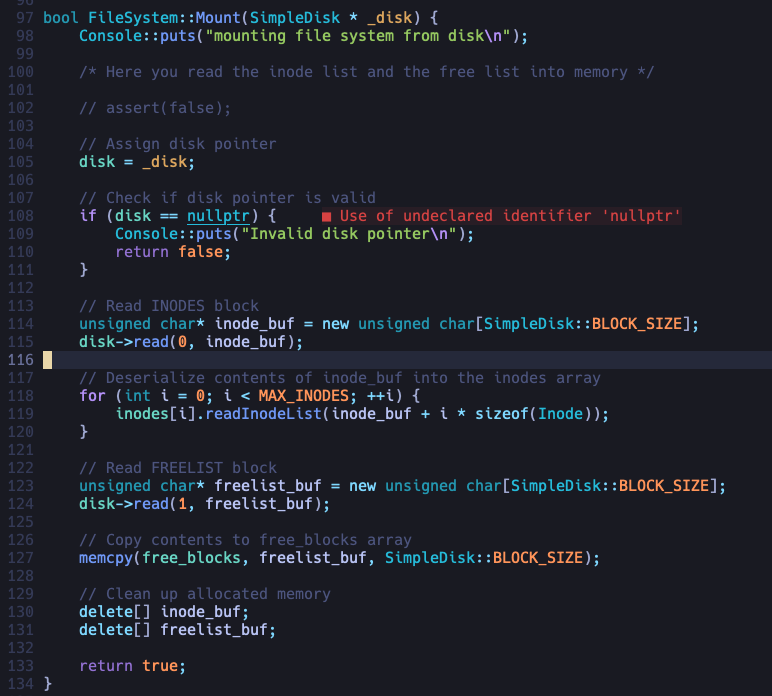 96
97 bool FileSystem::Mount(SimpleDisk * _disk) {
98     Console::puts("mounting file system from disk\n");
99
100     /* Here you read the inode list and the free list into memory */
101
102     // assert(false);
103
104     // Assign disk pointer
105     disk = _disk;
106
107     // Check if disk pointer is valid
108     if (disk == nullptr) {     ■ Use of undeclared identifier 'nullptr'
109         Console::puts("Invalid disk pointer\n");
110         return false;
111     }
112
113     // Read INODES block
114     unsigned char* inode_buf = new unsigned char[SimpleDisk::BLOCK_SIZE];
115     disk->read(0, inode_buf);
116
117     // Deserialize contents of inode_buf into the inodes array
118     for (int i = 0; i < MAX_INODES; ++i) {
119         inodes[i].readInodeList(inode_buf + i * sizeof(Inode));
120     }
121
122     // Read FREELIST block
123     unsigned char* freelist_buf = new unsigned char[SimpleDisk::BLOCK_SIZE];
124     disk->read(1, freelist_buf);
125
126     // Copy contents to free_blocks array
127     memcpy(free_blocks, freelist_buf, SimpleDisk::BLOCK_SIZE);
128
129     // Clean up allocated memory
130     delete[] inode_buf;
131     delete[] freelist_buf;
132
133     return true;
134 }